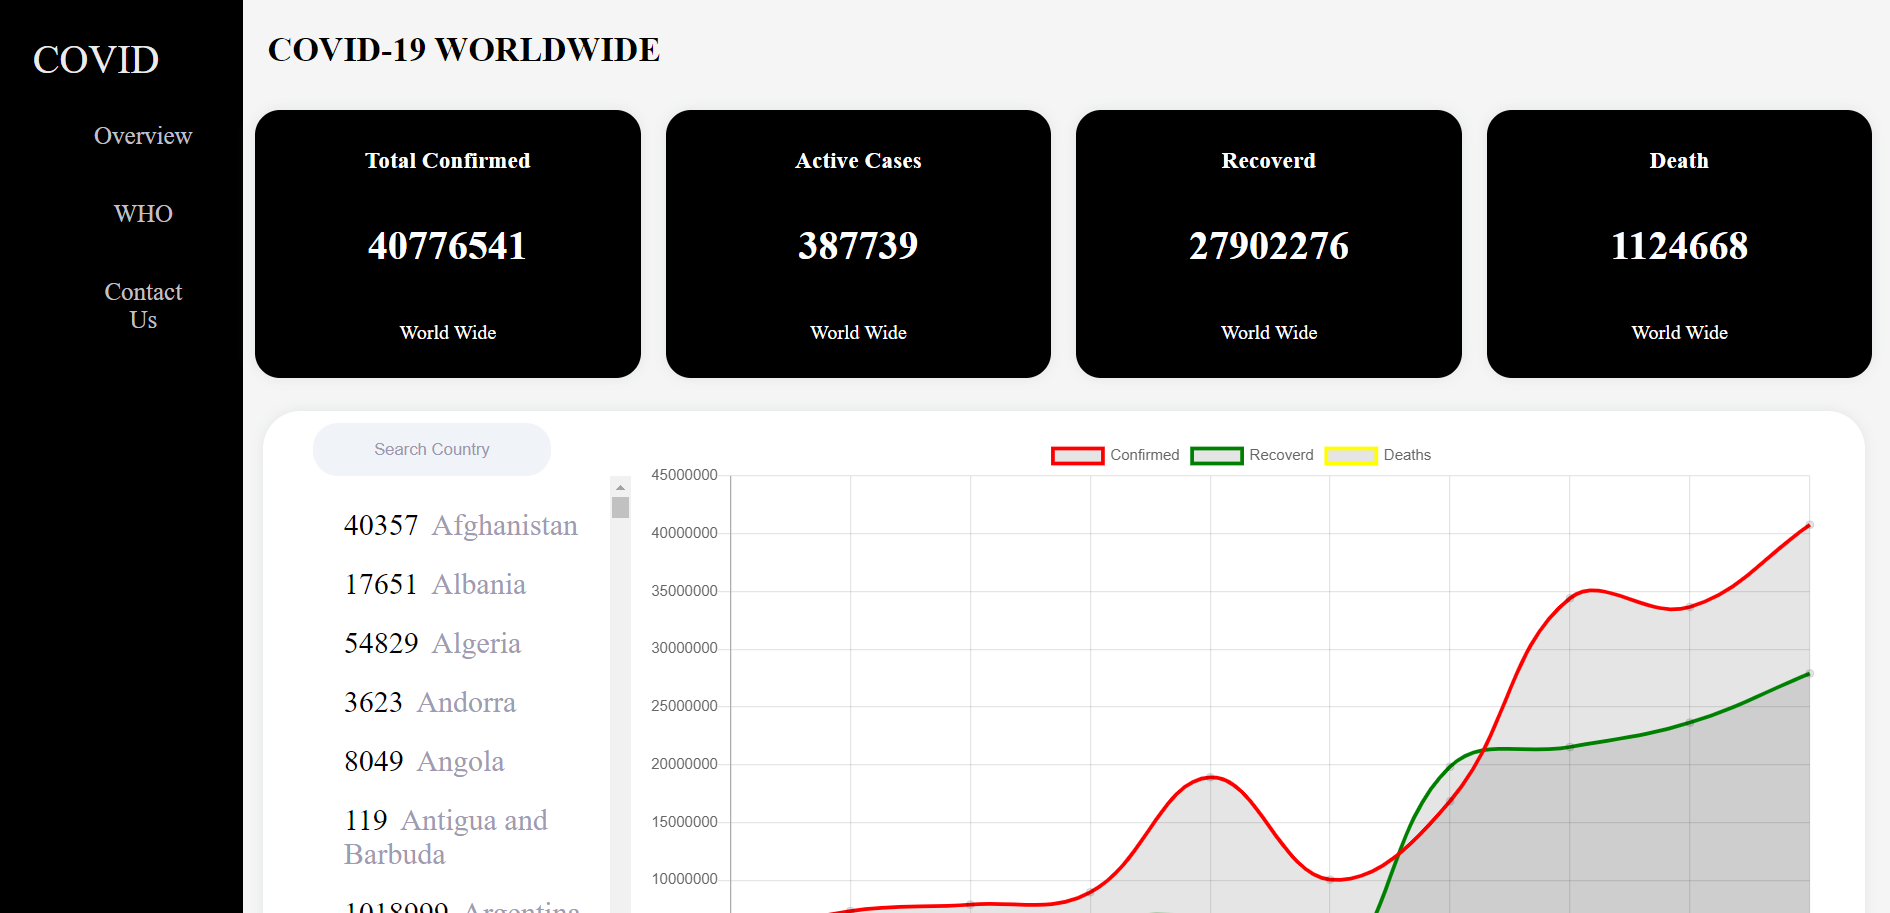 COVID
Overview
WHO
Contact
Us
COVID-19 WORLDWIDE
Total Confirmed
40776541
World Wide
Active Cases
387739
World Wide
Recoverd
27902276
World Wide
Death
1124668
World Wide
Search Country
40357 Afghanistan
17651 Albania
54829 Algeria
3623 Andorra
8049 Angola
119 Antigua and
Barbuda
1018999 Argentina
Confirmed Recoverd Deaths
45000000
40000000
35000000
30000000
25000000
20000000
15000000
10000000